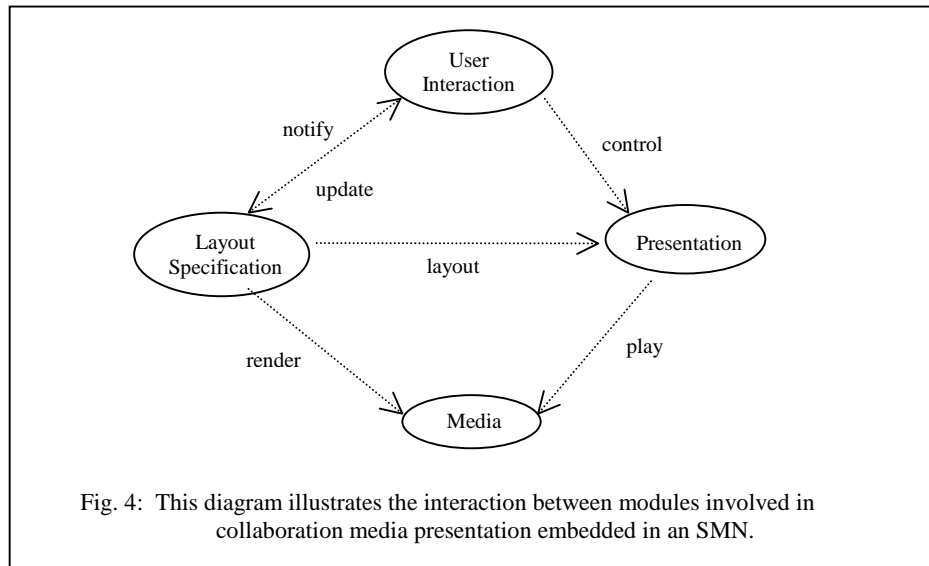 User
Interaction
notify
control
update
Layout
Specification
Presentation
layout
render
play
Media
Fig. 4: This diagram illustrates the interaction between modules involved in
collaboration media presentation embedded in an SMN.